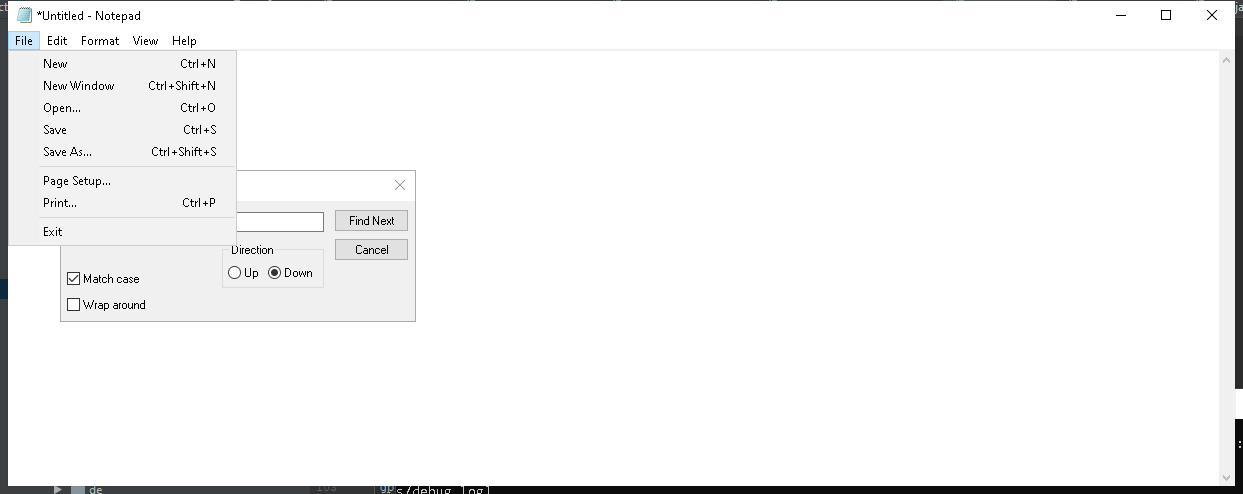 *Untitled - Notepad
File Edit Format View Help
New Ctrl+N
New Window Ctrl+Shift+N
Open... Ctrl+O
Save Ctrl+S
Save As... Ctrl+Shift+S
Page Setup...
Print... Ctrl+P
Exit
Find Next
Cancel
Direction
Up Down
Match case
Wrap around
de 103 gp s/debug.log]